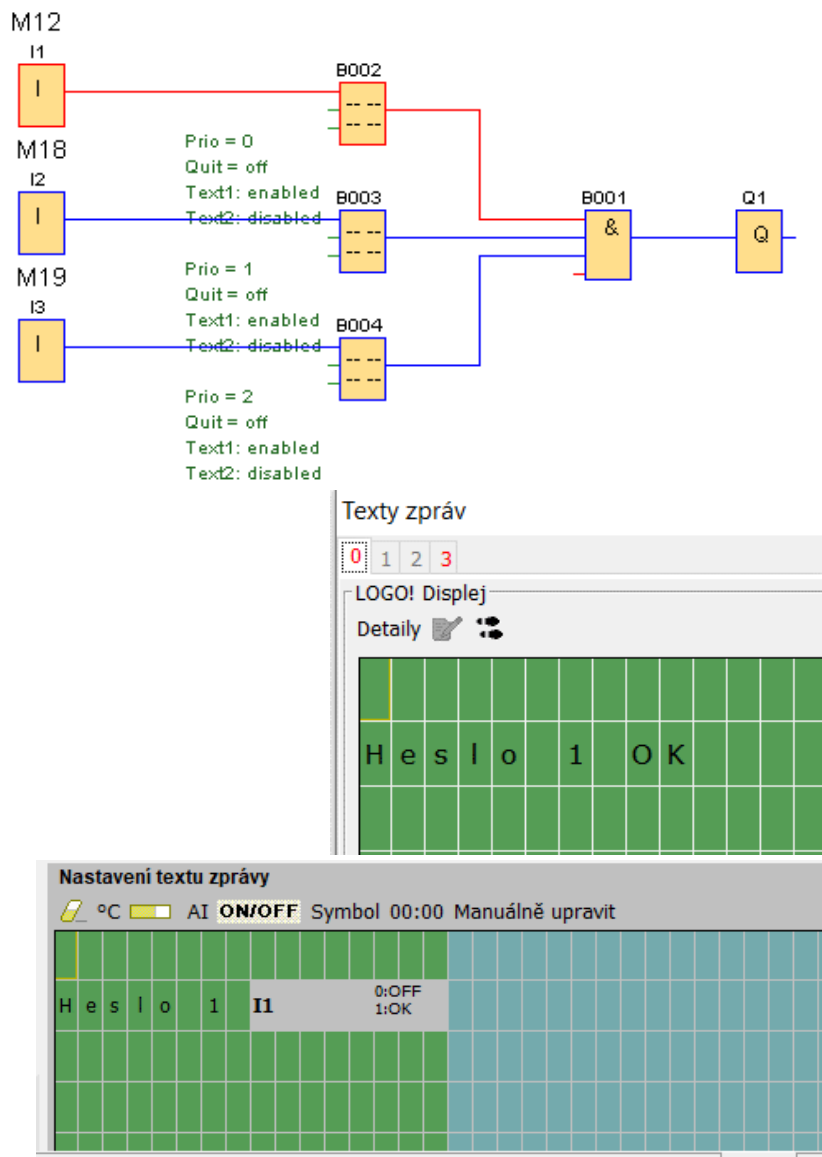 M12
I1
I
B002
M18
Prio = 0
Quit = off
Text1: enabled
Text2: disabled
I2
I
B003
B001
&
Q1
Q
M19
Prio = 1
Quit = off
Text1: enabled
Text2: disabled
I3
I
B004
Prio = 2
Quit = off
Text1: enabled
Text2: disabled
Texty zpráv
0 1 2 3
LOGO! Displej
Detaily
Heslo 1 OK
Nastavení textu zprávy
°C AI ON/OFF Symbol 00:00 Manuálně upravit
Heslo 1 I1 0:OFF
1:OK